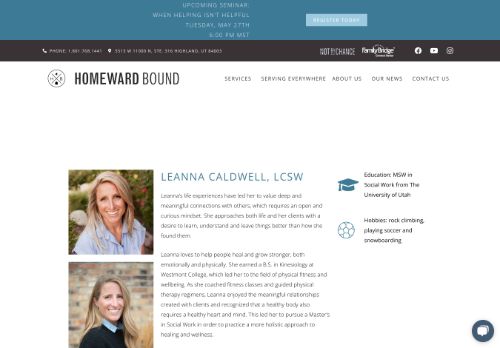 UPCOMING SEMINAR:
WHEN HELPING ISN'T HELPFUL
TUESDAY, MAY 27TH
6:00 PM MST
REGISTER TODAY
PHONE: 1.801.768.1441
5513 W 11000 N, STE. 316 HIGHLAND, UT 84003
NOT BY CHANCE
FamilyBridge
HOMEWARD BOUND
SERVICES SERVING EVERYWHERE ABOUT US OUR NEWS CONTACT US
LEANNA CALDWELL, LCSW
Leanna's life experiences have led her to value deep and
meaningful connections with others, which requires an open and
curious mindset. She approaches both life and her clients with a
desire to learn, understand and leave things better than how she
found them.
Leanna loves to help people heal and grow stronger, both
emotionally and physically. She earned a B.S. in Kinesiology at
Westmont College, which led her to the field of physical fitness and
wellbeing. As she coached fitness classes and guided physical
therapy regimens, Leanna enjoyed the meaningful relationships
created with clients and recognized that a healthy body also
requires a healthy heart and mind. This led her to pursue a Master's
in Social Work in order to practice a more holistic approach to
healing and wellness.
Education: MSW in
Social Work from The
University of Utah
Hobbies: rock climbing,
playing soccer and
snowboarding